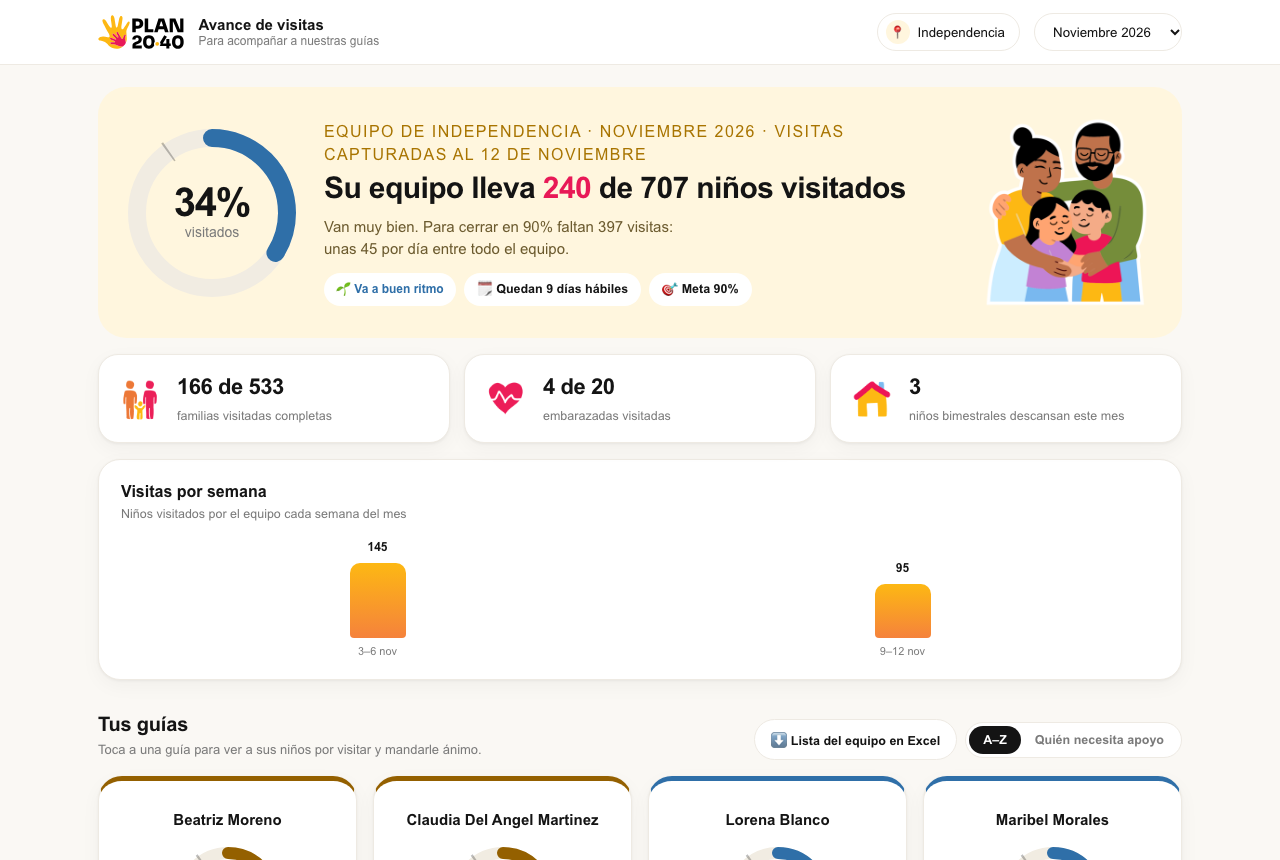 PLAN
20·40
Avance de visitas
Para acompañar a nuestras guías
Independencia
Noviembre 2026
EQUIPO DE INDEPENDENCIA · NOVIEMBRE 2026 · VISITAS
CAPTURADAS AL 12 DE NOVIEMBRE
Su equipo lleva 240 de 707 niños visitados
34%
visitados
Van muy bien. Para cerrar en 90% faltan 397 visitas:
unas 45 por día entre todo el equipo.
Va a buen ritmo
Quedan 9 días hábiles
Meta 90%
166 de 533
familias visitadas completas
4 de 20
embarazadas visitadas
3
niños bimestrales descansan este mes
Visitas por semana
Niños visitados por el equipo cada semana del mes
145
95
3–6 nov
9–12 nov
Tus guías
Toca a una guía para ver a sus niños por visitar y mandarle ánimo.
Lista del equipo en Excel
A–Z
Quién necesita apoyo
Beatriz Moreno
Claudia Del Angel Martinez
Lorena Blanco
Maribel Morales